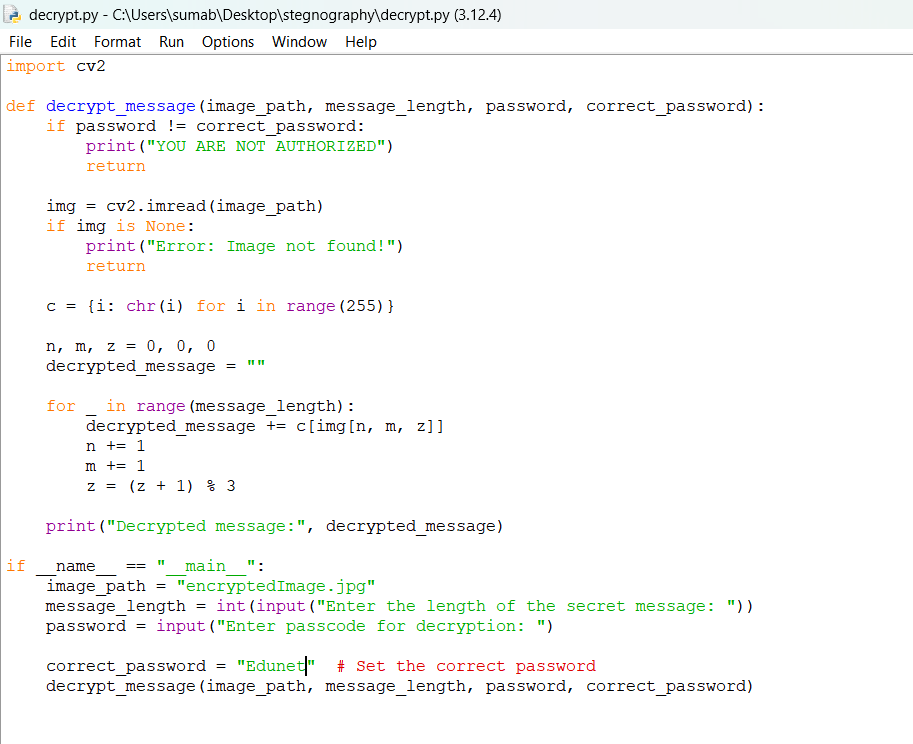 decrypt.py - C:\Users\sumab\Desktop\stegnography\decrypt.py (3.12.4)
File Edit Format Run Options Window Help
import cv2

def decrypt_message(image_path, message_length, password, correct_password):
    if password != correct_password:
        print("YOU ARE NOT AUTHORIZED")
        return

    img = cv2.imread(image_path)
    if img is None:
        print("Error: Image not found!")
        return

    c = {i: chr(i) for i in range(255)}

    n, m, z = 0, 0, 0
    decrypted_message = ""

    for _ in range(message_length):
        decrypted_message += c[img[n, m, z]]
        n += 1
        m += 1
        z = (z + 1) % 3

    print("Decrypted message:", decrypted_message)

if __name__ == "__main__":
    image_path = "encryptedImage.jpg"
    message_length = int(input("Enter the length of the secret message: "))
    password = input("Enter passcode for decryption: ")

    correct_password = "Edunet"  # Set the correct password
    decrypt_message(image_path, message_length, password, correct_password)